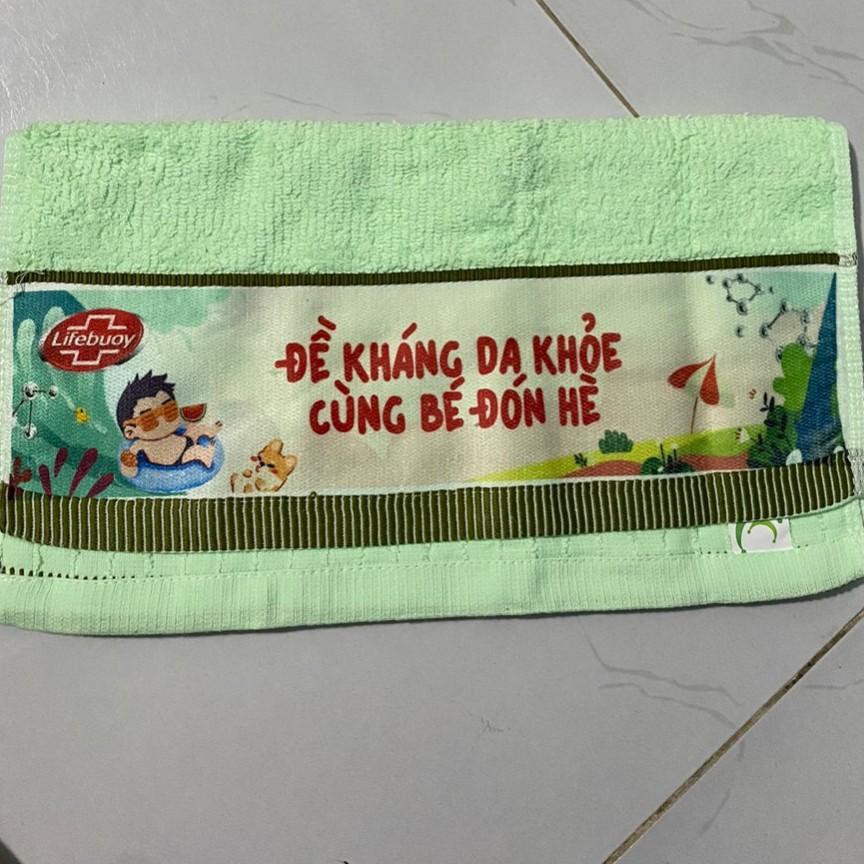 Lifebuoy
ĐỀ KHÁNG DA KHỎE
CÙNG BÉ ĐÓN HÈ